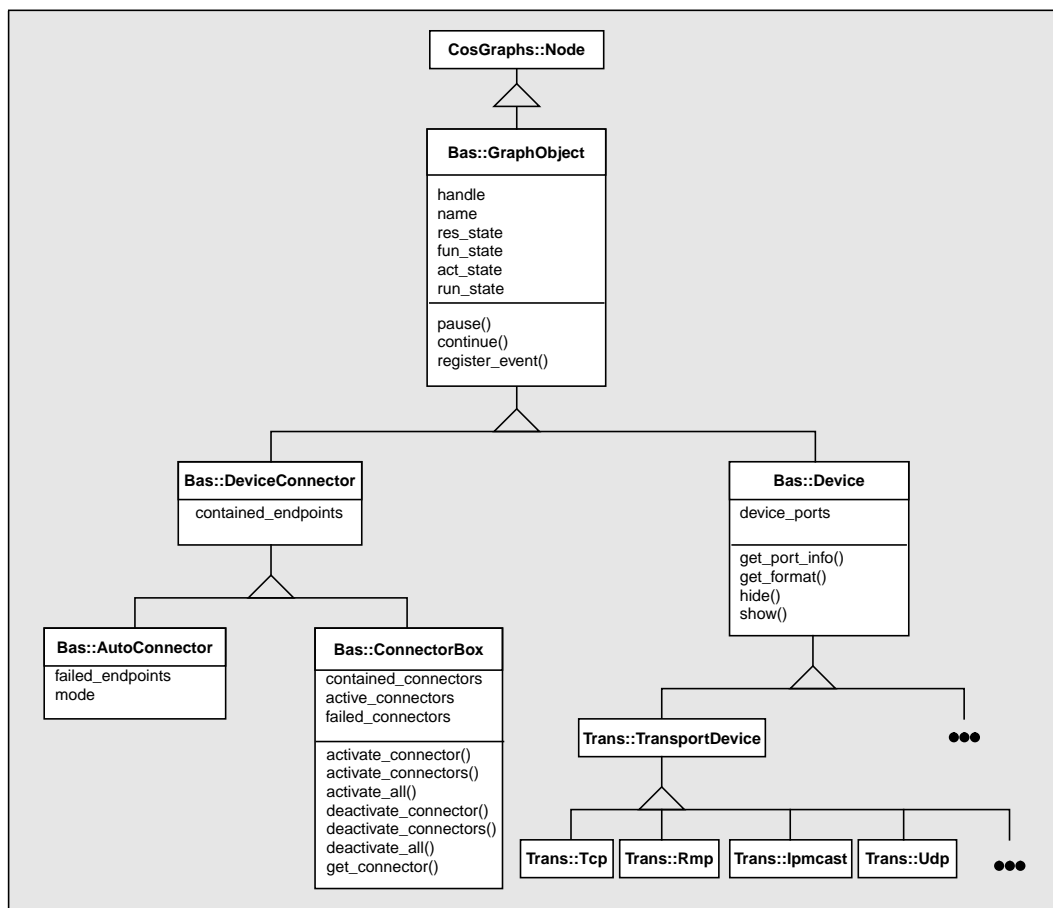 CosGraphs::Node
Bas::GraphObject
handle
name
res_state
fun_state
act_state
run_state
pause()
continue()
register_event()
Bas::DeviceConnector
contained_endpoints
Bas::Device
device_ports
get_port_info()
get_format()
hide()
show()
Bas::AutoConnector
failed_endpoints
mode
Bas::ConnectorBox
contained_connectors
active_connectors
failed_connectors
activate_connector()
activate_connectors()
activate_all()
deactivate_connector()
deactivate_connectors()
deactivate_all()
get_connector()
Trans::TransportDevice
Trans::Tcp
Trans::Rmp
Trans::Ipmcast
Trans::Udp